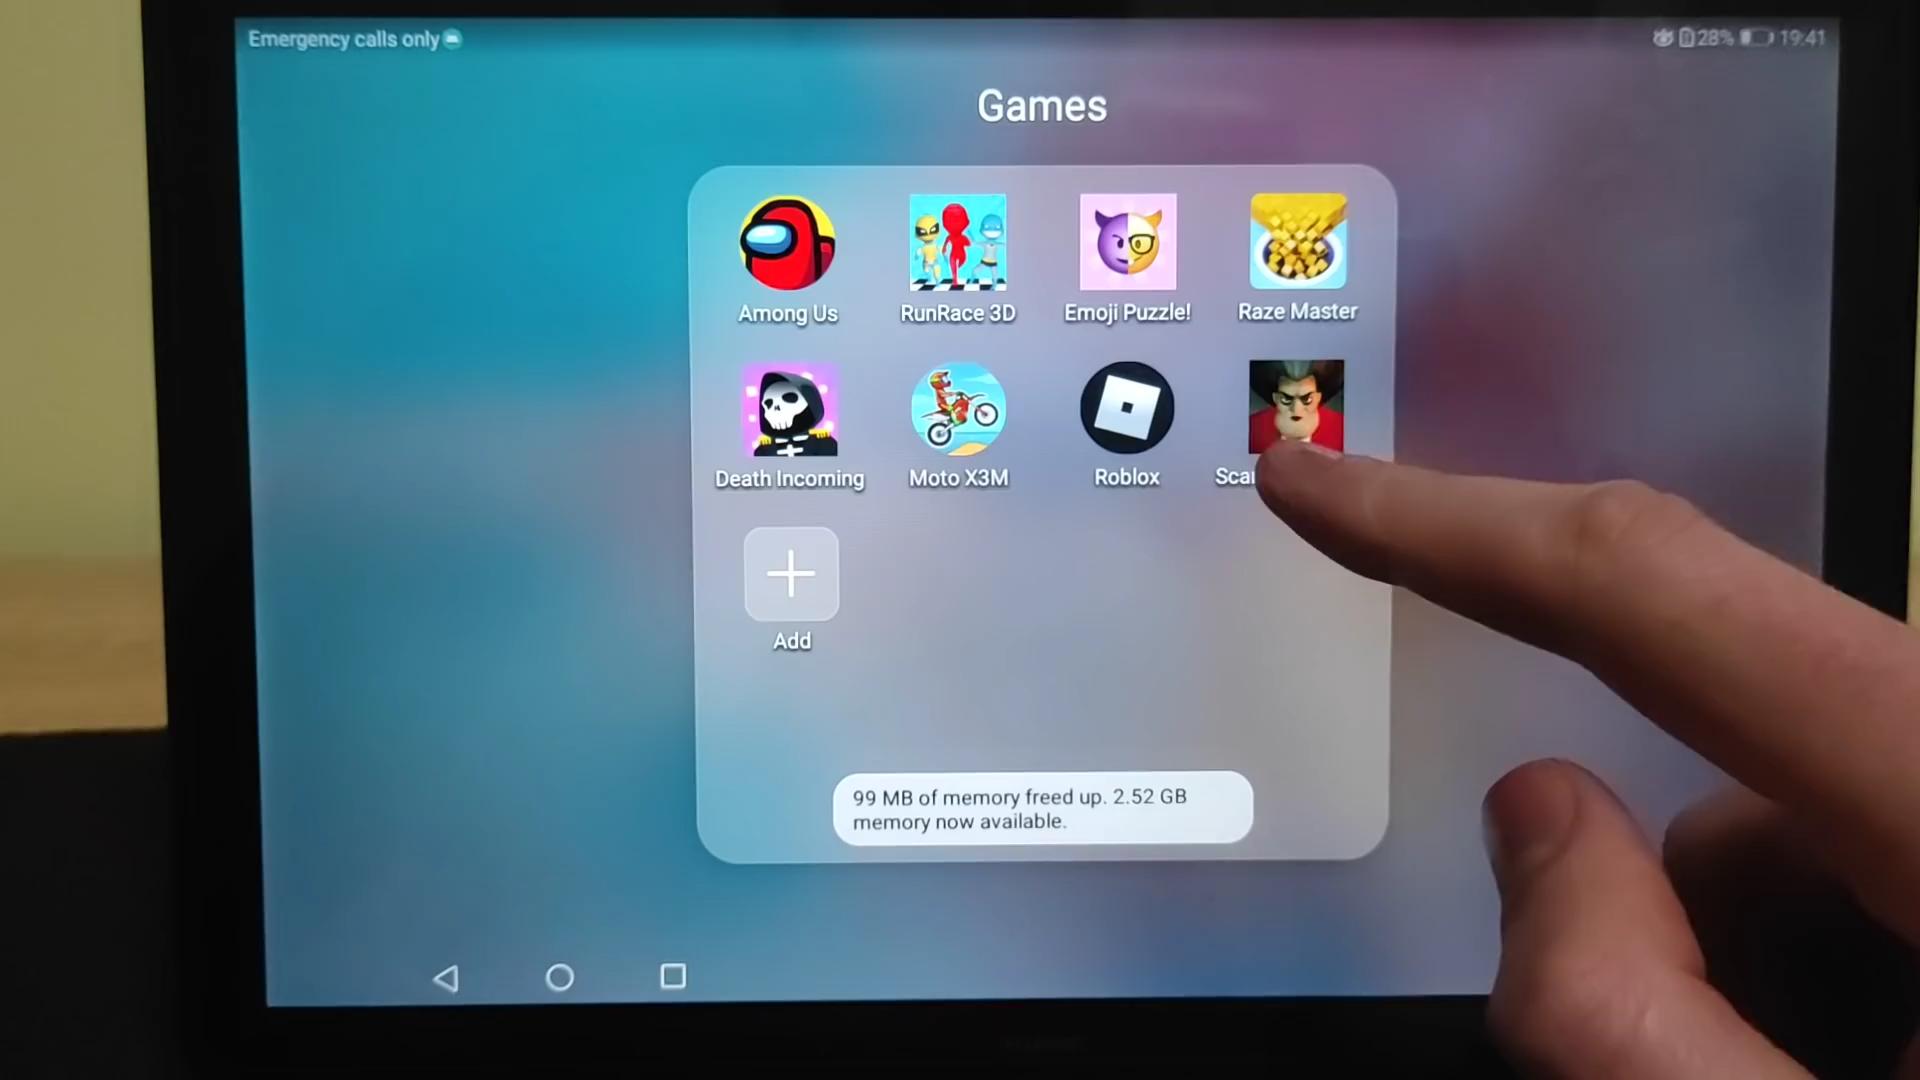 Emergency calls only
28% 19:41
Games
Among Us
RunRace 3D
Emoji Puzzle!
Raze Master
Death Incoming
Moto X3M
Roblox
Add
99 MB of memory freed up. 2.52 GB
memory now available.